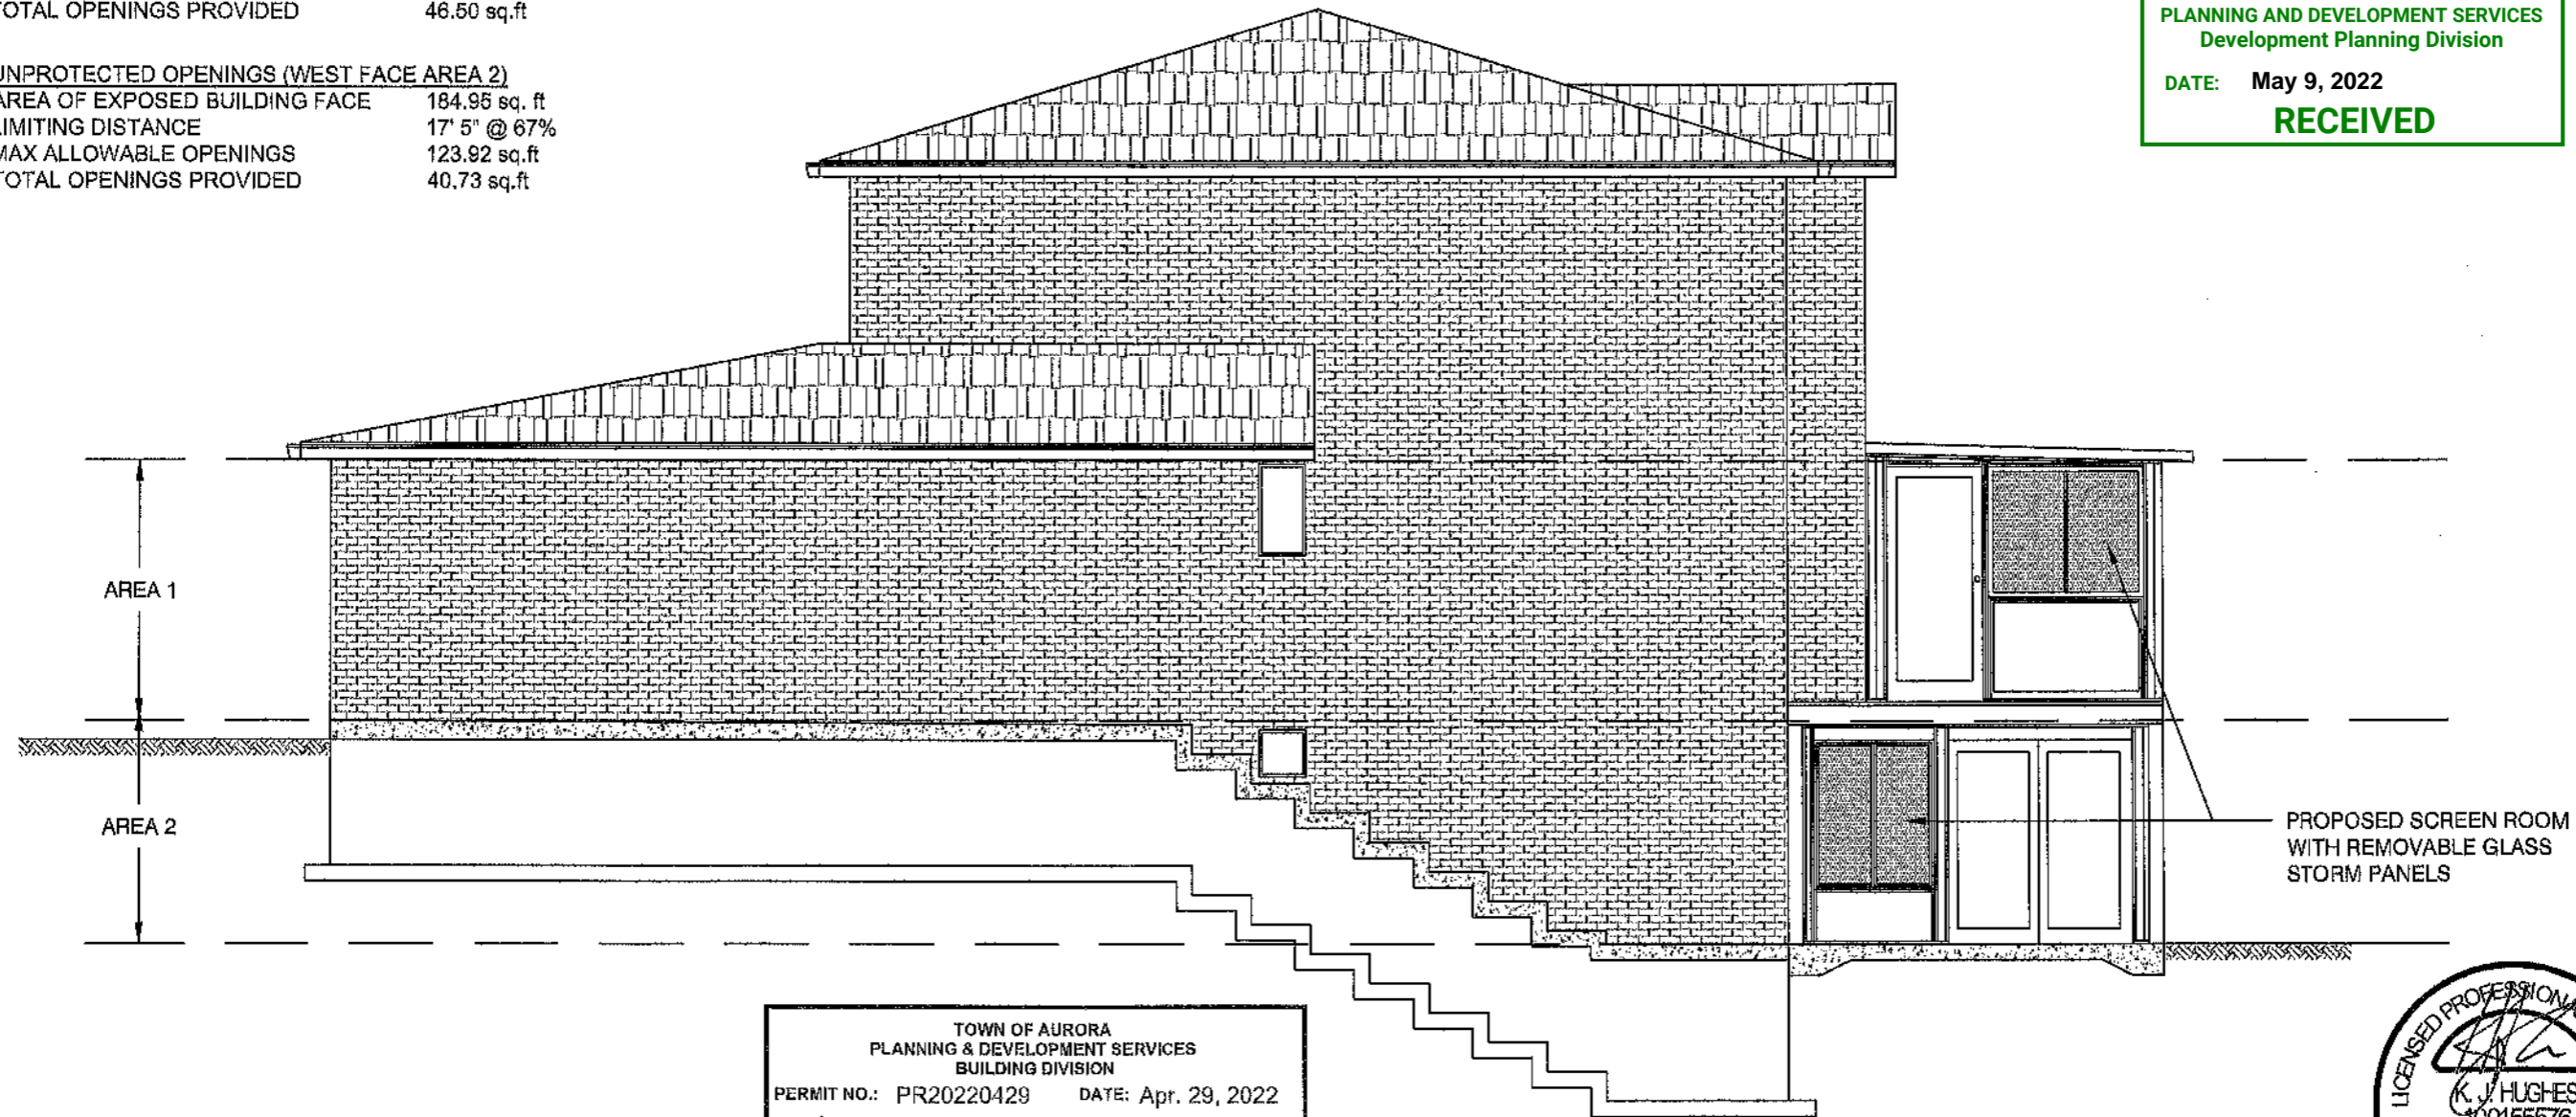 TOTAL OPENINGS PROVIDED 46.50 sq.ft
UNPROTECTED OPENINGS (WEST FACE AREA 2)
AREA OF EXPOSED BUILDING FACE 184.95 sq. ft
LIMITING DISTANCE 17' 5" @ 67%
MAX ALLOWABLE OPENINGS 123.92 sq.ft
TOTAL OPENINGS PROVIDED 40.73 sq.ft
PLANNING AND DEVELOPMENT SERVICES
Development Planning Division
DATE: May 9, 2022
RECEIVED
AREA 1
AREA 2
PROPOSED SCREEN ROOM
WITH REMOVABLE GLASS
STORM PANELS
TOWN OF AURORA
PLANNING & DEVELOPMENT SERVICES
BUILDING DIVISION
PERMIT NO.: PR20220429 DATE: Apr. 29, 2022
LICENSED PROFESSIONAL
K. J. HUGHES